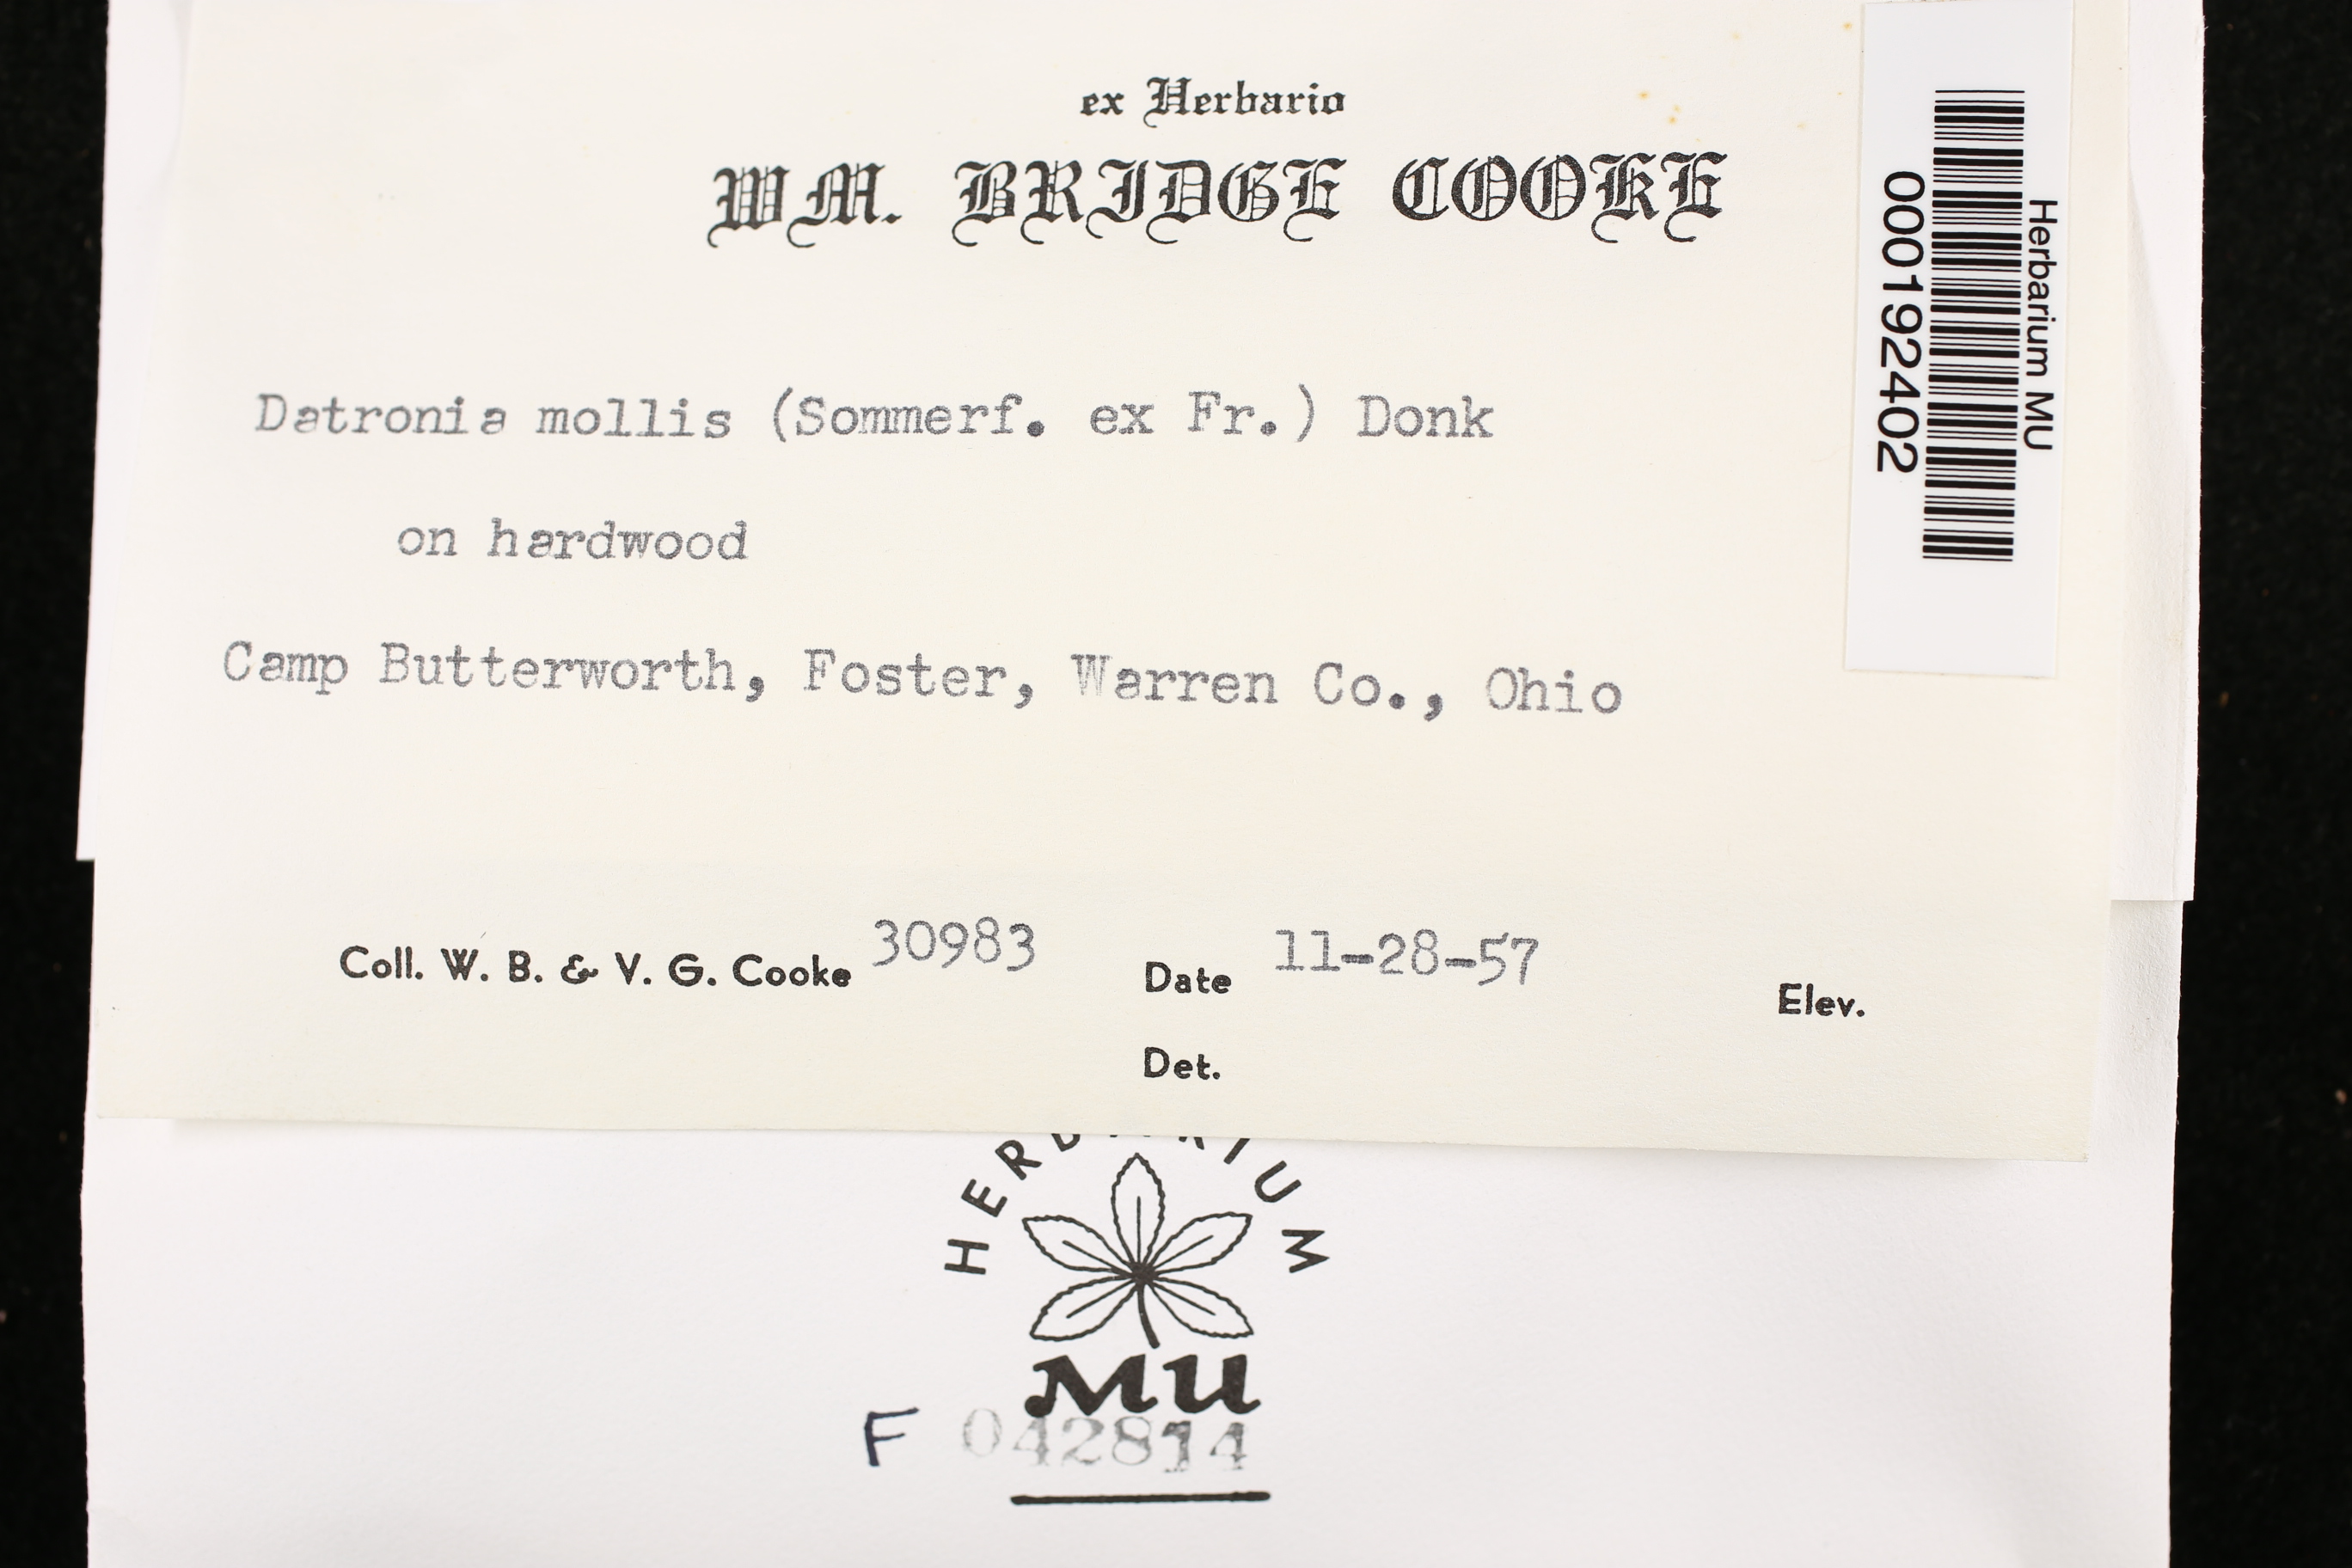 ex Herbario
WM. BRIDGE COOKE
Datronia mollis (Sommerf. ex Fr.) Donk
on hardwood
Camp Butterworth, Foster, Warren Co., Ohio
Coll. W. B. & V. G. Cooke 30983 Date 11-28-57 Elev.
Det.
Herbarium MU
000192402
HERBARIUM
MU
F 042814